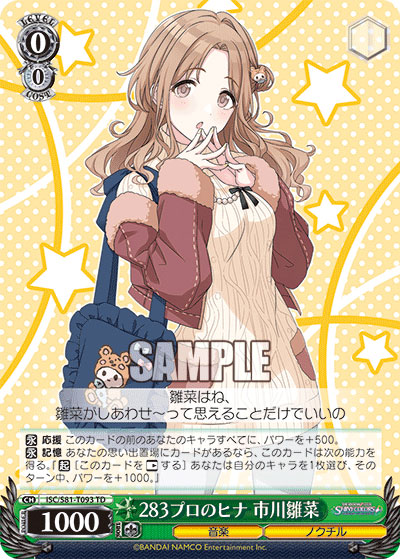 LEVEL
0
0
COST
SAMPLE
雛菜はね、
雛菜がしあわせ〜って思えることだけでいいの
永 応援 このカードの前のあなたのキャラすべてに、パワーを+500。
永 記憶 あなたの思い出置場にカードがあるなら、このカードは次の能力を
得る。『起［このカードを する］ あなたは自分のキャラを1枚選び、そのターン中、パワーを+1000。』
CH ISC/S81-T093 TD
1000
283プロのヒナ 市川雛菜
SHINY COLORS
音楽
ノクチル
©BANDAI NAMCO Entertainment Inc.